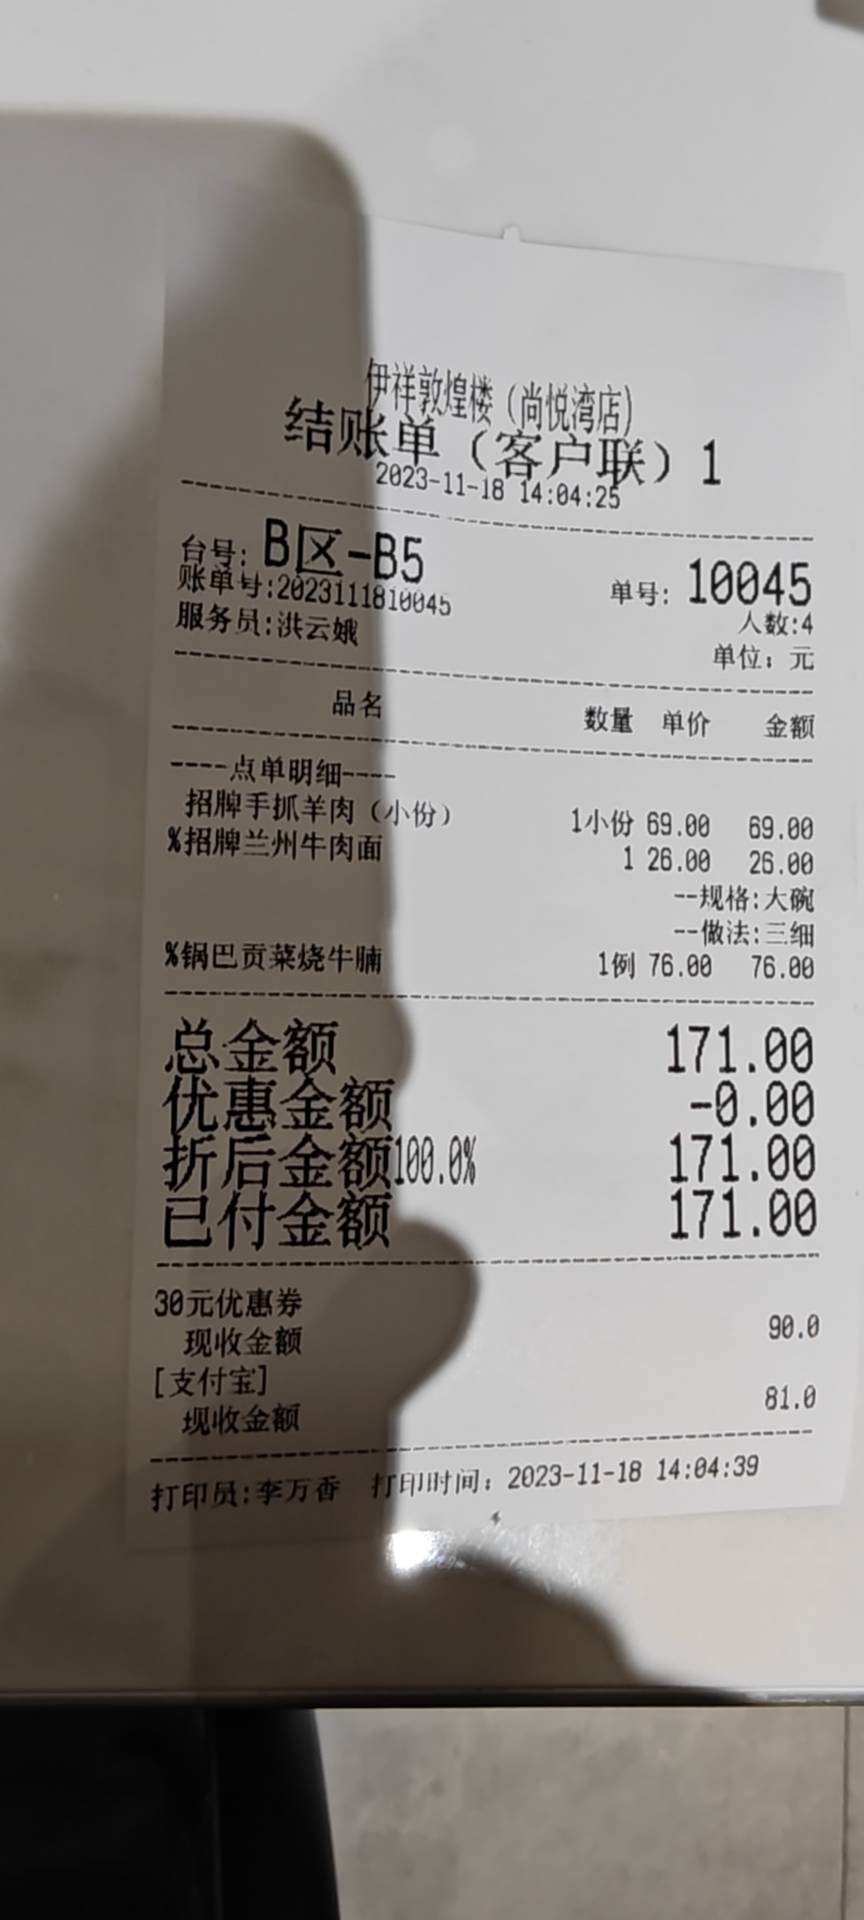 伊祥敦煌楼（尚悦湾店）
结账单（客户联）1
2023-11-18 14:04:25
台号: B区-B5 单号: 10045
账单号:2023111810045 人数:4
服务员:洪云娥 单位：元
品名 数量 单价 金额
----点单明细----
招牌手抓羊肉（小份） 1小份 69.00 69.00
%招牌兰州牛肉面 1 26.00 26.00
--规格:大碗
--做法:三细
%锅巴贡菜烧牛腩 1例 76.00 76.00
总金额 171.00
优惠金额 -0.00
折后金额100.0% 171.00
已付金额 171.00
30元优惠券
现收金额 90.0
[支付宝]
现收金额 81.0
打印员:李万香 打印时间：2023-11-18 14:04:39